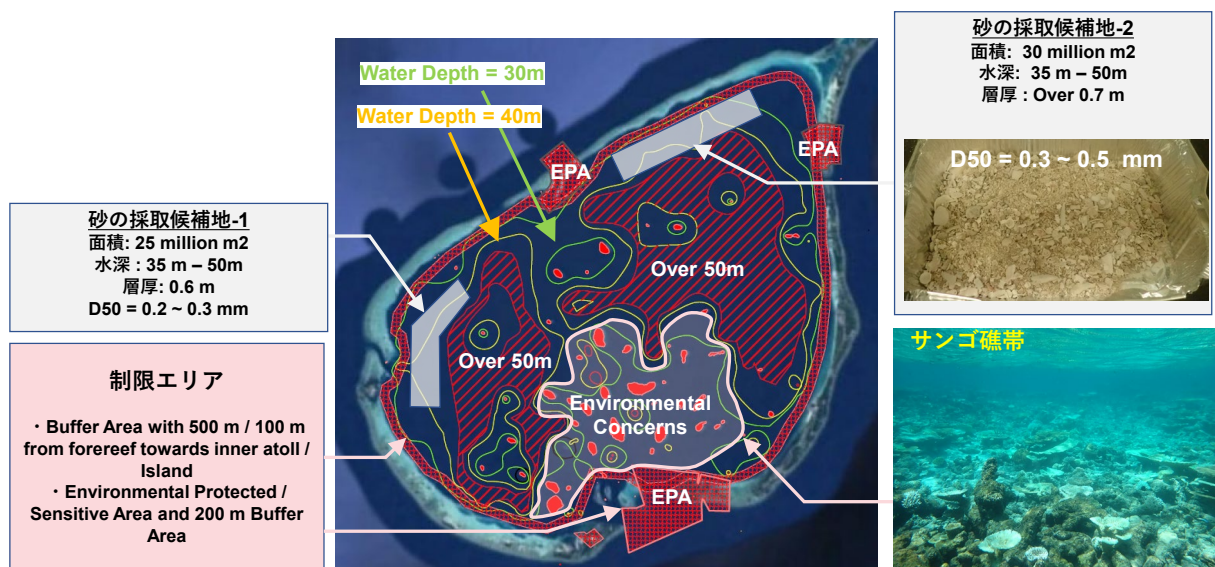 砂の採取候補地-1
面積: 25 million m2
水深 : 35 m – 50m
層厚: 0.6 m
D50 = 0.2 ~ 0.3 mm
制限エリア
・Buffer Area with 500 m / 100 m
from forereef towards inner atoll /
Island
・Environmental Protected /
Sensitive Area and 200 m Buffer
Area
Water Depth = 30m
Water Depth = 40m
EPA
EPA
Over 50m
Over 50m
Environmental
Concerns
EPA
砂の採取候補地-2
面積: 30 million m2
水深: 35 m – 50m
層厚 : Over 0.7 m
D50 = 0.3 ~ 0.5 mm
サンゴ礁帯